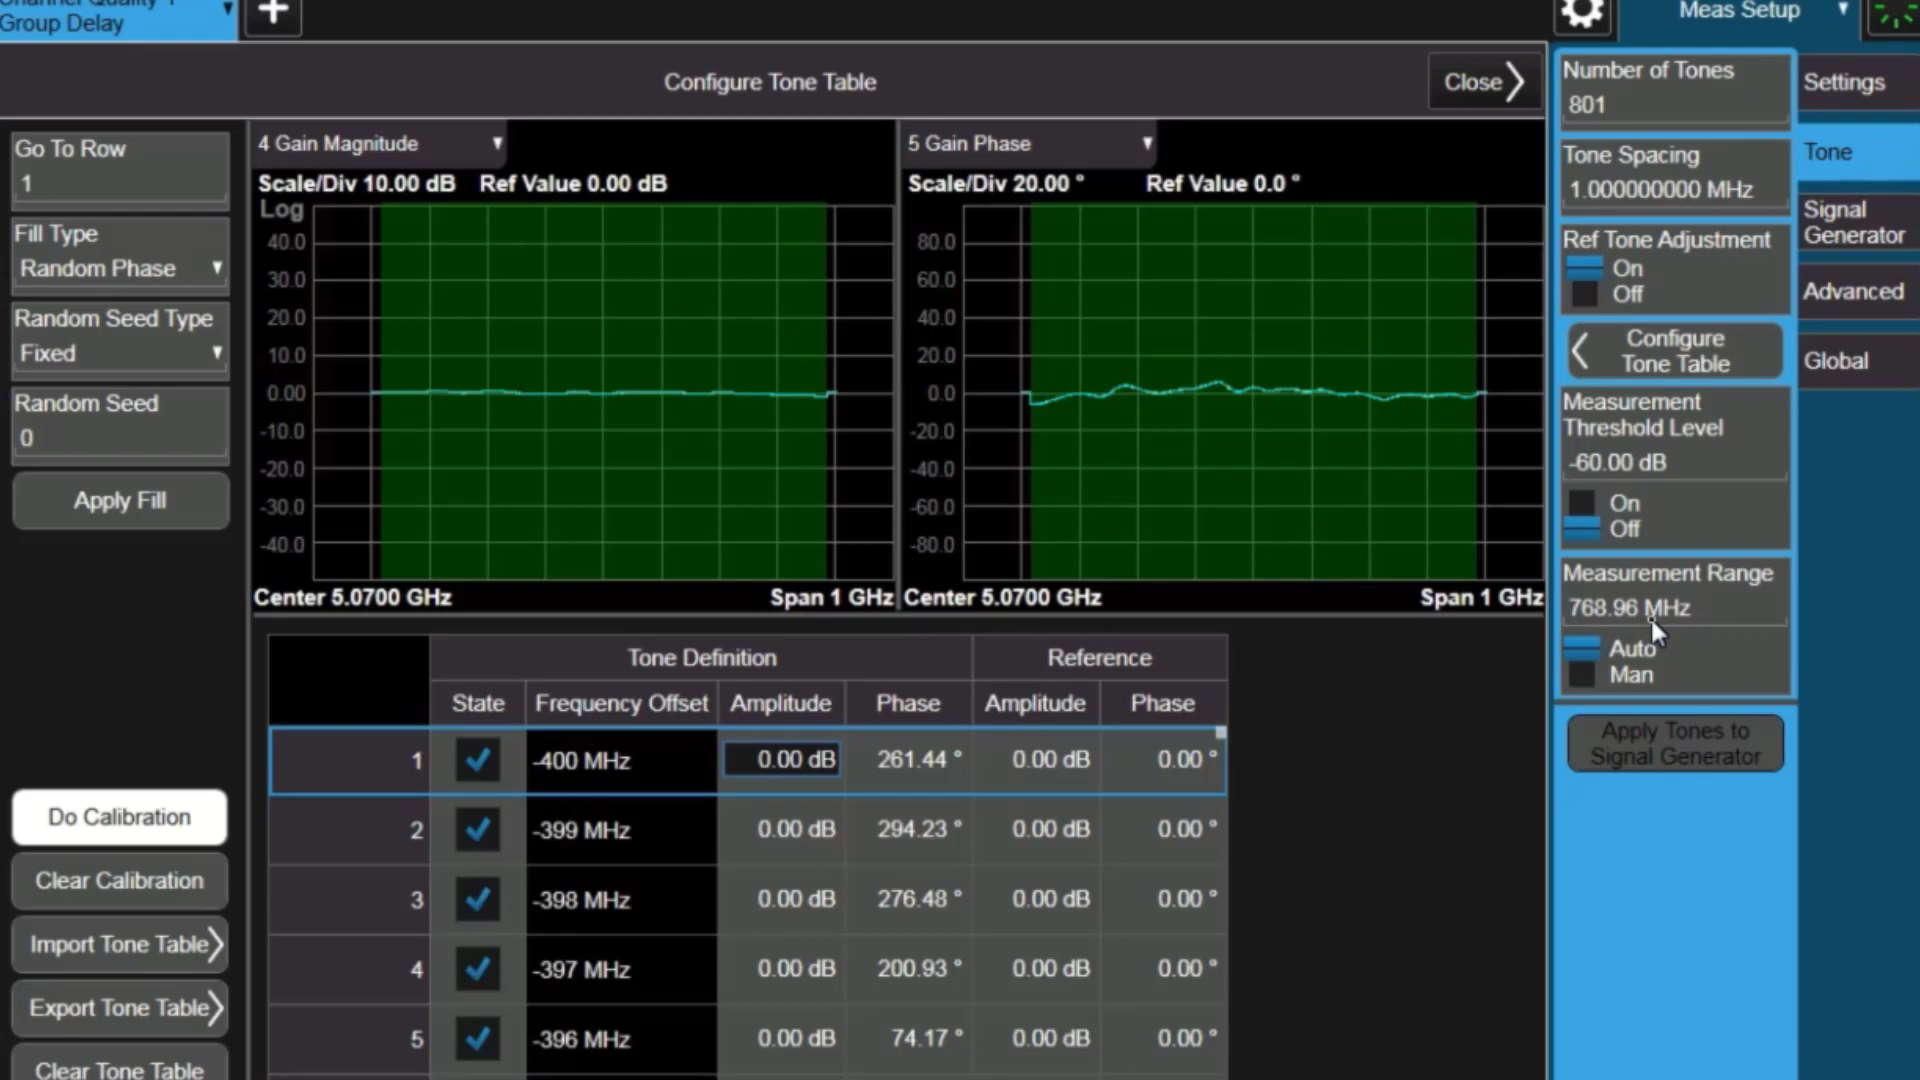 Channel Quality 1
Group Delay
+
Meas Setup
Configure Tone Table
Close
Go To Row
1
Fill Type
Random Phase
Random Seed Type
Fixed
Random Seed
0
Apply Fill
Do Calibration
Clear Calibration
Import Tone Table
Export Tone Table
Clear Tone Table
4 Gain Magnitude
Scale/Div 10.00 dB Ref Value 0.00 dB
Log
40.0
30.0
20.0
10.0
0.00
-10.0
-20.0
-30.0
-40.0
Center 5.0700 GHz Span 1 GHz
5 Gain Phase
Scale/Div 20.00 ° Ref Value 0.0 °
80.0
60.0
40.0
20.0
0.0
-20.0
-40.0
-60.0
-80.0
Center 5.0700 GHz Span 1 GHz
Tone Definition Reference
State Frequency Offset Amplitude Phase Amplitude Phase
1 -400 MHz 0.00 dB 261.44 ° 0.00 dB 0.00 °
2 -399 MHz 0.00 dB 294.23 ° 0.00 dB 0.00 °
3 -398 MHz 0.00 dB 276.48 ° 0.00 dB 0.00 °
4 -397 MHz 0.00 dB 200.93 ° 0.00 dB 0.00 °
5 -396 MHz 0.00 dB 74.17 ° 0.00 dB 0.00 °
Number of Tones
801
Tone Spacing
1.000000000 MHz
Ref Tone Adjustment
On
Off
Configure
Tone Table
Measurement
Threshold Level
-60.00 dB
On
Off
Measurement Range
768.96 MHz
Auto
Man
Apply Tones to
Signal Generator
Settings
Tone
Signal
Generator
Advanced
Global